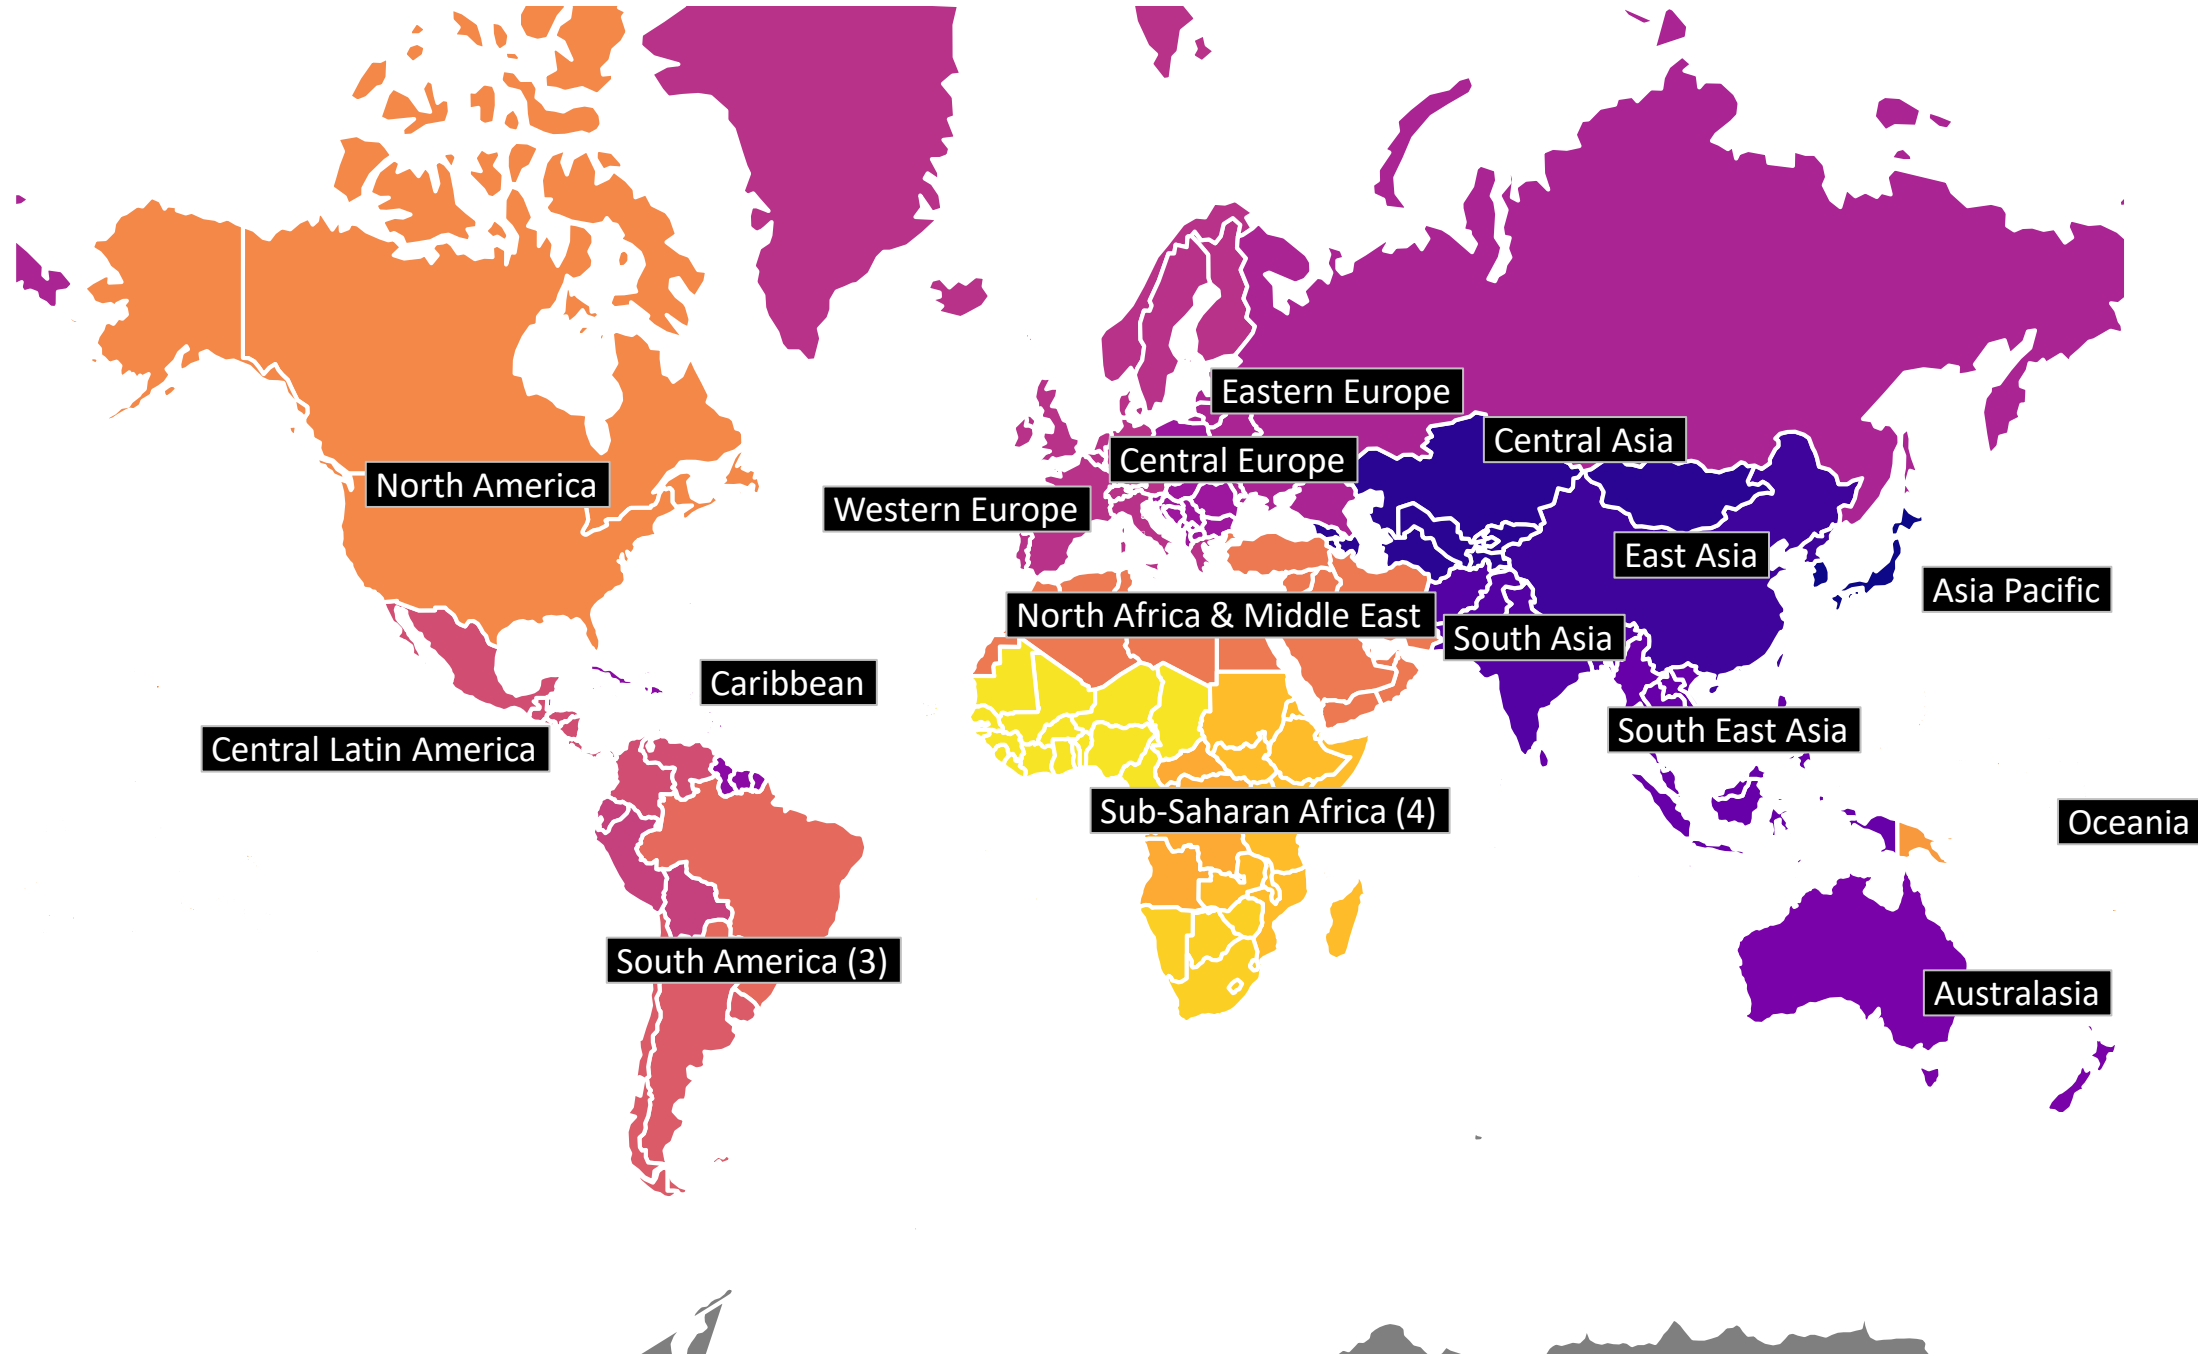 Eastern Europe
Central Asia
Central Europe
North America
Western Europe
East Asia
Asia Pacific
North Africa & Middle East
South Asia
Caribbean
South East Asia
Central Latin America
Sub-Saharan Africa (4)
Oceania
South America (3)
Australasia